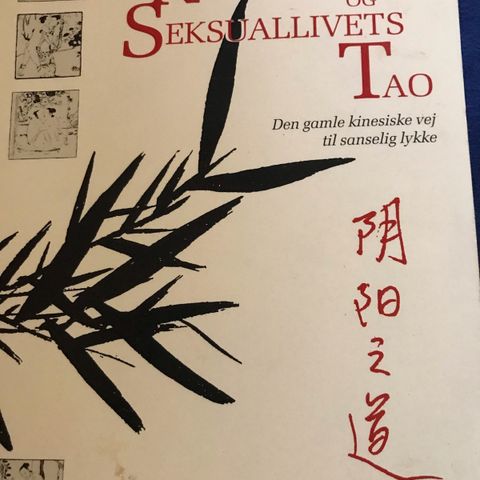 OG
SEKSUALLIVETS
TAO
Den gamle kinesiske vej
til sanselig lykke
阴
阳
之
道